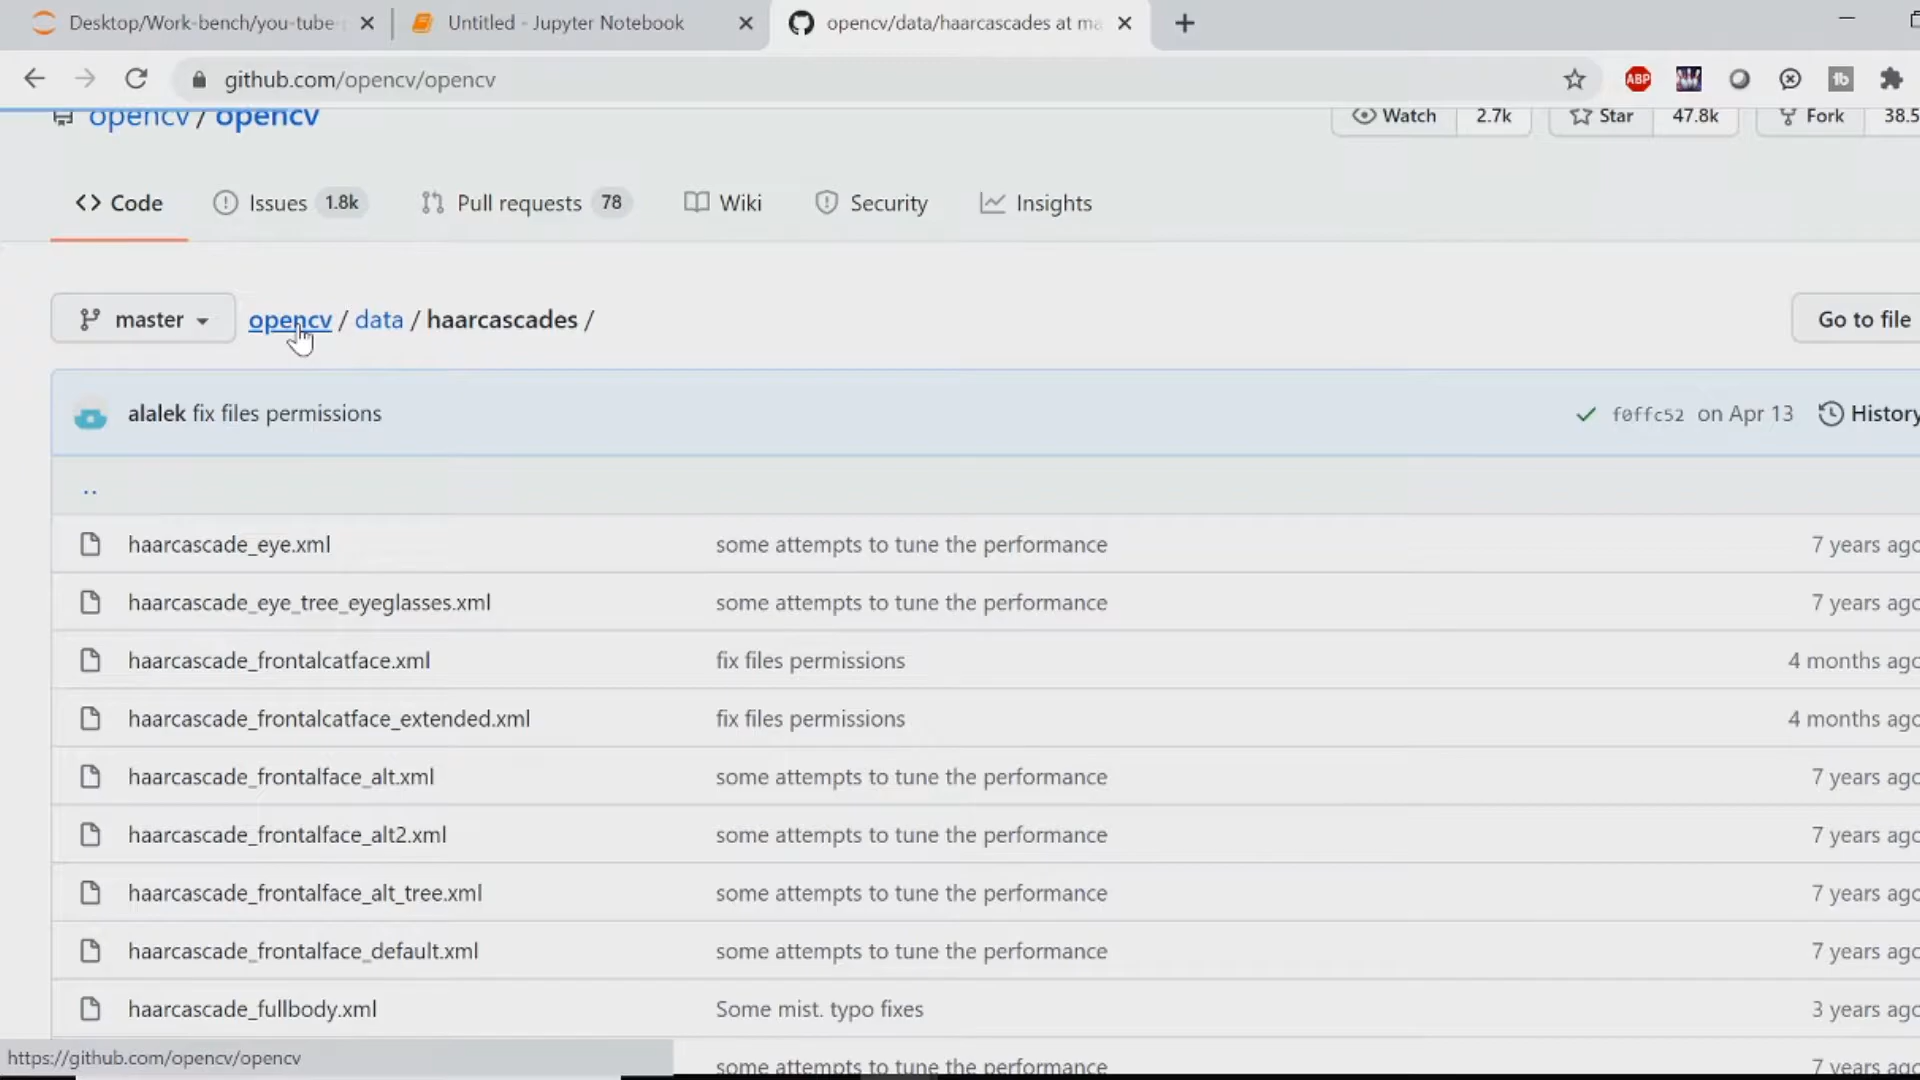 Desktop/Work-bench/you-tube-
Untitled - Jupyter Notebook
opencv/data/haarcascades at ma
github.com/opencv/opencv
ABP
tb
opencv / opencv
Watch 2.7k
Star 47.8k
Fork 38.5
<> Code
Issues 1.8k
Pull requests 78
Wiki
Security
Insights
master
opencv / data / haarcascades /
Go to file
alalek fix files permissions
f0ffc52 on Apr 13
History
..
haarcascade_eye.xml some attempts to tune the performance 7 years ago
haarcascade_eye_tree_eyeglasses.xml some attempts to tune the performance 7 years ago
haarcascade_frontalcatface.xml fix files permissions 4 months ago
haarcascade_frontalcatface_extended.xml fix files permissions 4 months ago
haarcascade_frontalface_alt.xml some attempts to tune the performance 7 years ago
haarcascade_frontalface_alt2.xml some attempts to tune the performance 7 years ago
haarcascade_frontalface_alt_tree.xml some attempts to tune the performance 7 years ago
haarcascade_frontalface_default.xml some attempts to tune the performance 7 years ago
haarcascade_fullbody.xml Some mist. typo fixes 3 years ago
https://github.com/opencv/opencv
some attempts to tune the performance 7 years ago